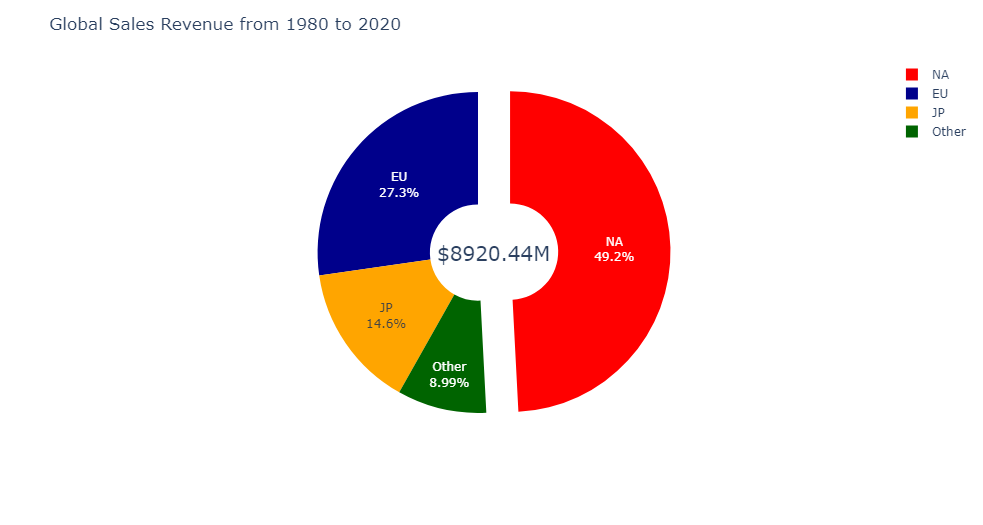 Global Sales Revenue from 1980 to 2020
NA
EU
JP
Other
EU
27.3%
NA
49.2%
$8920.44M
JP
14.6%
Other
8.99%